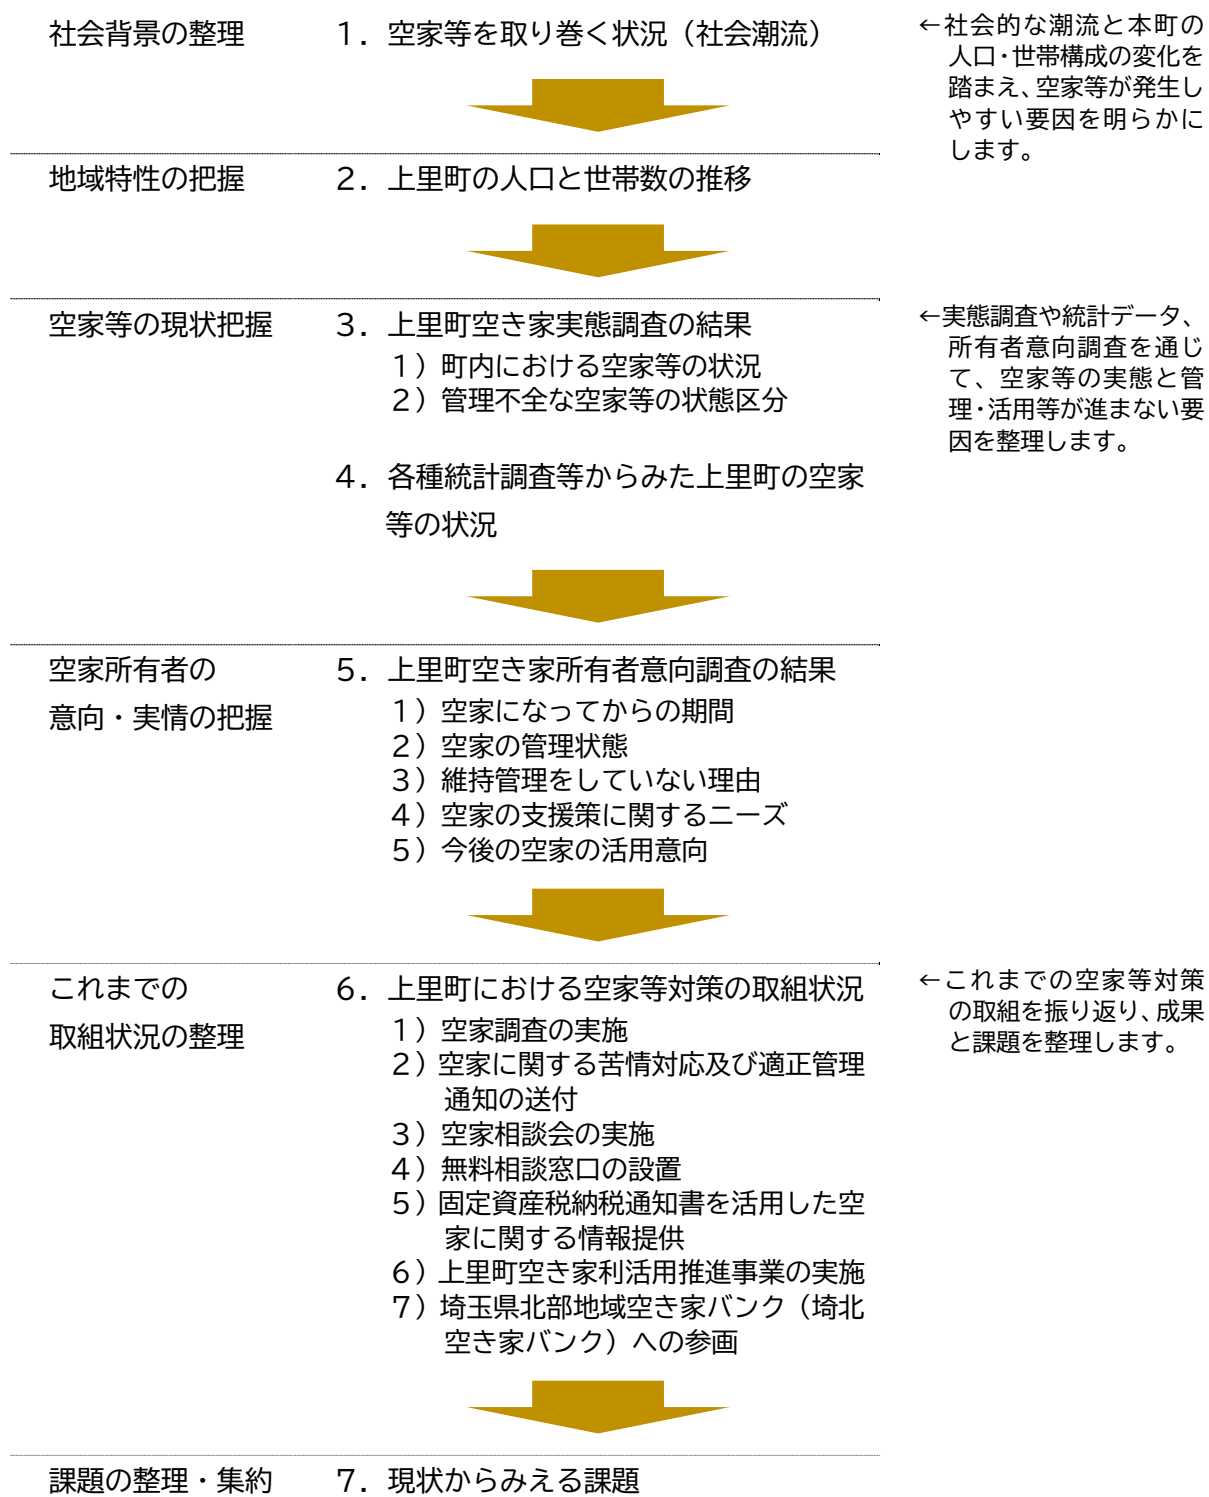 社会背景の整理
1．空家等を取り巻く状況（社会潮流）
←社会的な潮流と本町の
人口・世帯構成の変化を
踏まえ、空家等が発生し
やすい要因を明らかに
します。
地域特性の把握
2．上里町の人口と世帯数の推移
空家等の現状把握
3．上里町空き家実態調査の結果
1）町内における空家等の状況
2）管理不全な空家等の状態区分
4．各種統計調査等からみた上里町の空家
等の状況
←実態調査や統計データ、
所有者意向調査を通じ
て、空家等の実態と管
理・活用等が進まない要
因を整理します。
空家所有者の
意向・実情の把握
5．上里町空き家所有者意向調査の結果
1）空家になってからの期間
2）空家の管理状態
3）維持管理をしていない理由
4）空家の支援策に関するニーズ
5）今後の空家の活用意向
これまでの
取組状況の整理
6．上里町における空家等対策の取組状況
1）空家調査の実施
2）空家に関する苦情対応及び適正管理
通知の送付
3）空家相談会の実施
4）無料相談窓口の設置
5）固定資産税納税通知書を活用した空
家に関する情報提供
6）上里町空き家利活用推進事業の実施
7）埼玉県北部地域空き家バンク（埼北
空き家バンク）への参画
←これまでの空家等対策
の取組を振り返り、成果
と課題を整理します。
課題の整理・集約
7．現状からみえる課題